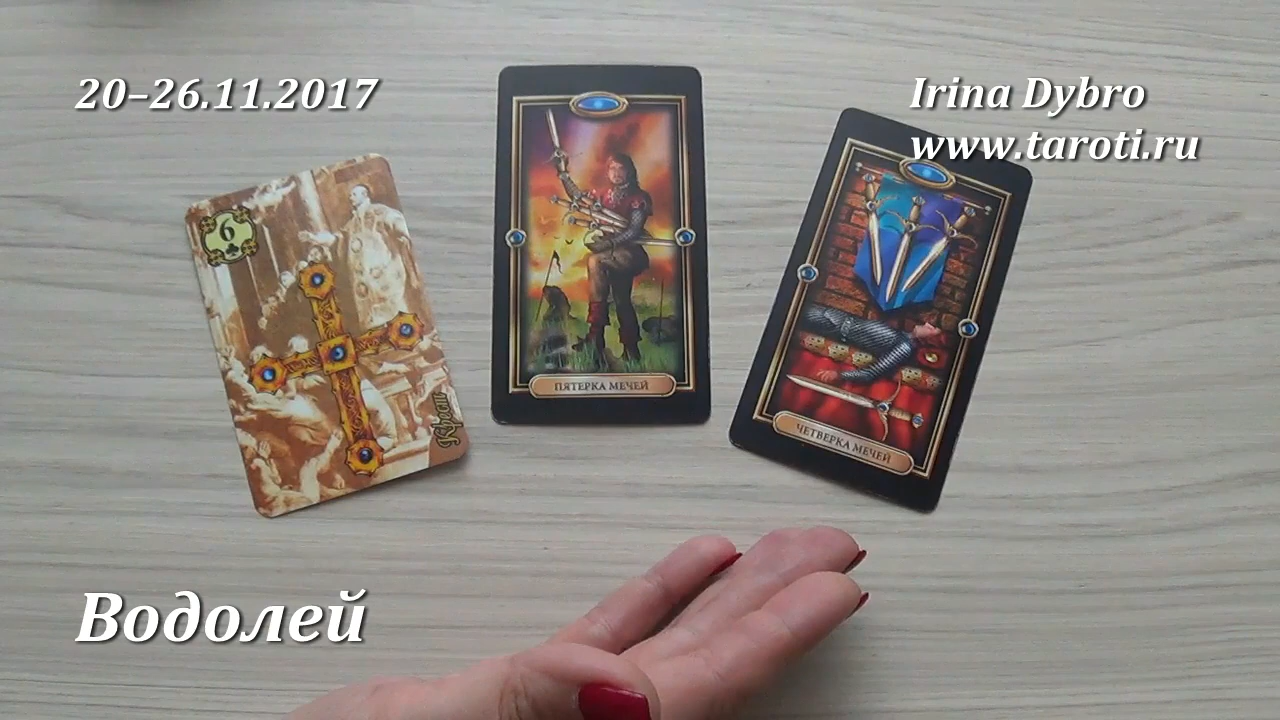 20–26.11.2017
Irina Dybro
www.taroti.ru
6
Крест
ПЯТЕРКА МЕЧЕЙ
ЧЕТВЕРКА МЕЧЕЙ
Водолей